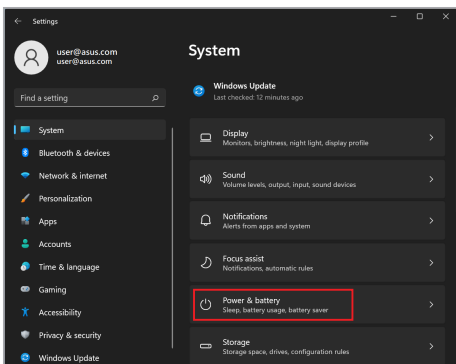 Settings
user@asus.com
user@asus.com
Find a setting
System
Bluetooth & devices
Network & internet
Personalization
Apps
Accounts
Time & language
Gaming
Accessibility
Privacy & security
Windows Update
System
Windows Update
Last checked: 12 minutes ago
Display
Monitors, brightness, night light, display profile
Sound
Volume levels, output, input, sound devices
Notifications
Alerts from apps and system
Focus assist
Notifications, automatic rules
Power & battery
Sleep, battery usage, battery saver
Storage
Storage space, drives, configuration rules